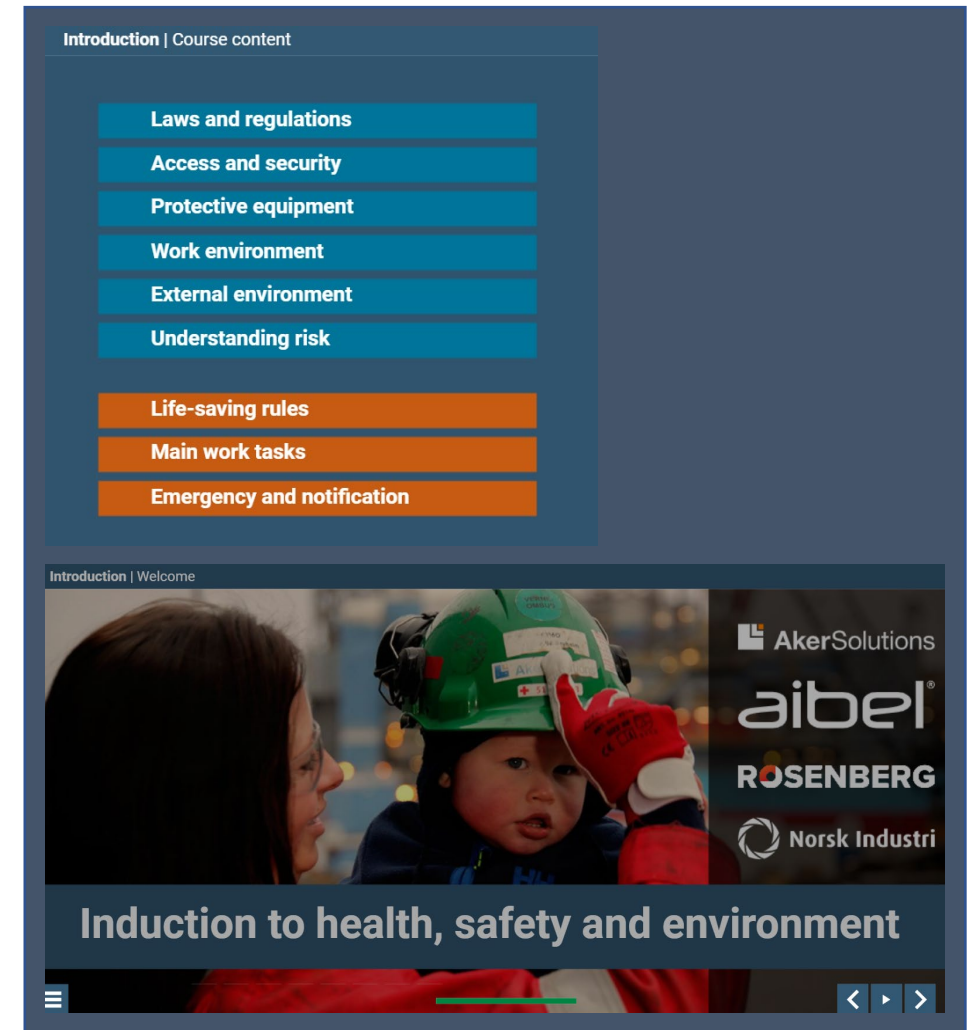 Introduction | Course content
Laws and regulations
Access and security
Protective equipment
Work environment
External environment
Understanding risk
Life-saving rules
Main work tasks
Emergency and notification
Introduction | Welcome
AkerSolutions
aibel®
ROSENBERG
Norsk Industri
Induction to health, safety and environment